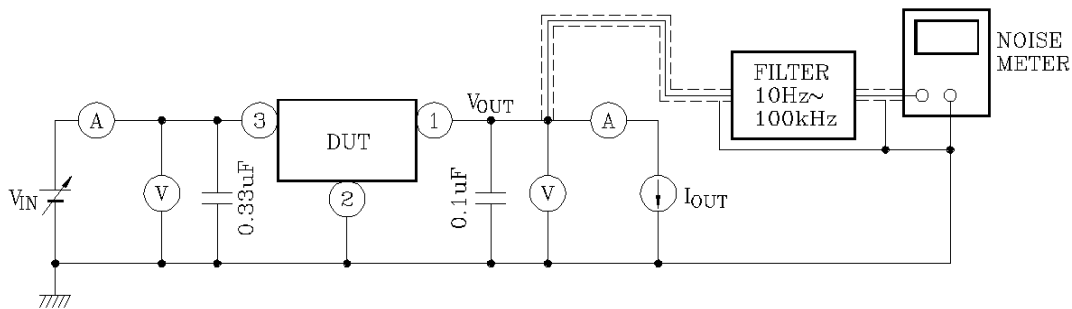 NOISE
METER
FILTER
10Hz~
100kHz
VOUT
A
3
DUT
1
A
VIN
V
0.33uF
2
0.1uF
V
IOUT